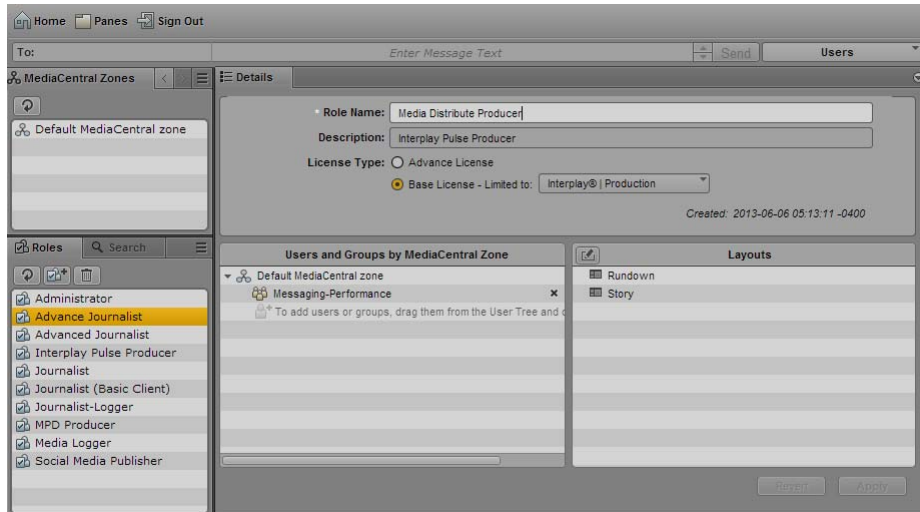 Home Panes Sign Out
To: Enter Message Text Send Users
MediaCentral Zones
Default MediaCentral zone
Details
* Role Name: Media Distribute Producer
Description: Interplay Pulse Producer
License Type: Advance License
Base License - Limited to: Interplay® | Production
Created: 2013-06-06 05:13:11 -0400
Roles Search
Administrator
Advance Journalist
Advanced Journalist
Interplay Pulse Producer
Journalist
Journalist (Basic Client)
Journalist-Logger
MPD Producer
Media Logger
Social Media Publisher
Users and Groups by MediaCentral Zone
Default MediaCentral zone
Messaging-Performance
To add users or groups, drag them from the User Tree and
Layouts
Rundown
Story
Revert Apply